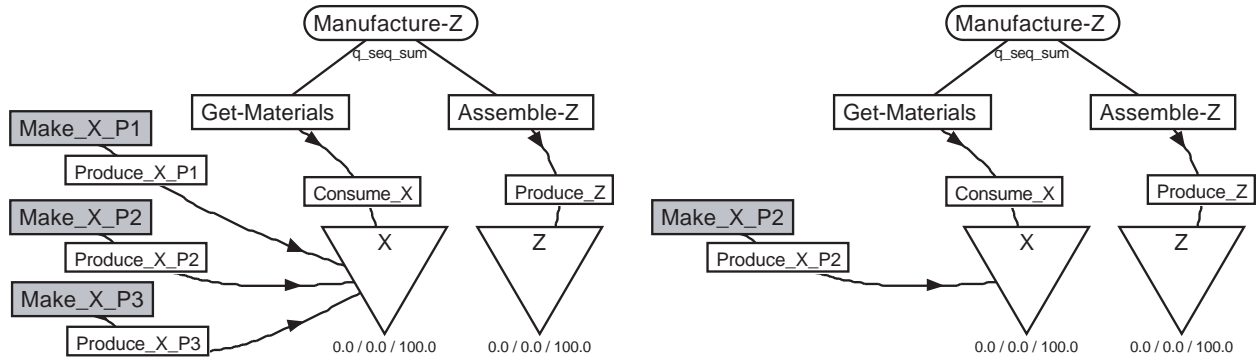 Manufacture-Z
q_seq_sum
Get-Materials
Assemble-Z
Make_X_P1
Produce_X_P1
Consume_X
Produce_Z
Make_X_P2
X
Z
Produce_X_P2
Make_X_P3
Produce_X_P3
0.0 / 0.0 / 100.0
0.0 / 0.0 / 100.0
Manufacture-Z
q_seq_sum
Get-Materials
Assemble-Z
Consume_X
Produce_Z
Make_X_P2
X
Z
Produce_X_P2
0.0 / 0.0 / 100.0
0.0 / 0.0 / 100.0